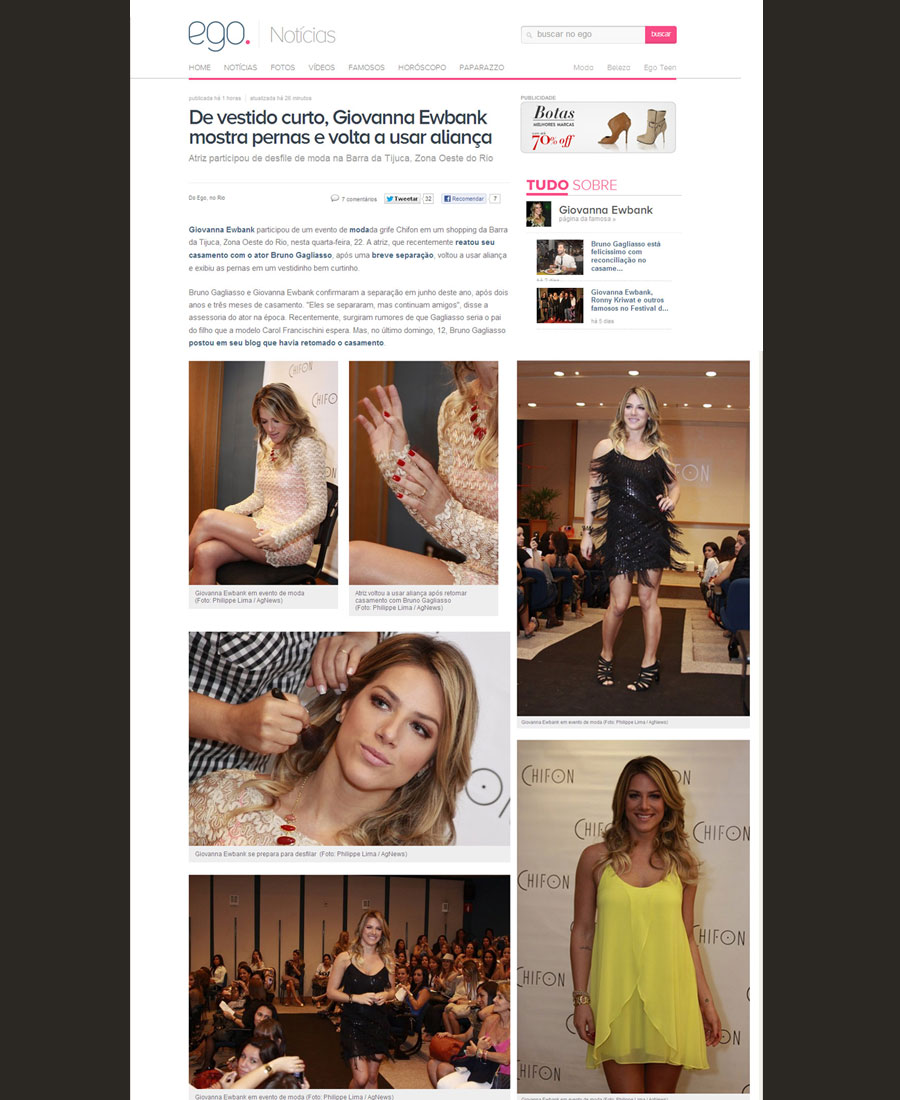 ego. Notícias
buscar no ego
buscar
HOME NOTÍCIAS FOTOS VÍDEOS FAMOSOS HORÓSCOPO PAPARAZZO
Moda Beleza Ego Teen
publicada há 1 horas | atualizada há 26 minutos
De vestido curto, Giovanna Ewbank
mostra pernas e volta a usar aliança
Atriz participou de desfile de moda na Barra da Tijuca, Zona Oeste do Rio
Do Ego, no Rio
7 comentários
Tweetar 32
Recomendar 7
Giovanna Ewbank participou de um evento de modada grife Chifon em um shopping da Barra
da Tijuca, Zona Oeste do Rio, nesta quarta-feira, 22. A atriz, que recentemente reatou seu
casamento com o ator Bruno Gagliasso, após uma breve separação, voltou a usar aliança
e exibiu as pernas em um vestidinho bem curtinho.
Bruno Gagliasso e Giovanna Ewbank confirmaram a separação em junho deste ano, após dois
anos e três meses de casamento. "Eles se separaram, mas continuam amigos", disse a
assessoria do ator na época. Recentemente, surgiram rumores de que Gagliasso seria o pai
do filho que a modelo Carol Francischini espera. Mas, no último domingo, 12, Bruno Gagliasso
postou em seu blog que havia retomado o casamento.
PUBLICIDADE
Botas
MELHORES MARCAS
70% off
TUDO SOBRE
Giovanna Ewbank
página da famosa »
Bruno Gagliasso está
felicíssimo com
reconciliação no
casame...
Giovanna Ewbank,
Ronny Kriwat e outros
famosos no Festival d...
há 5 dias
CHIFON
Giovanna Ewbank em evento de moda
(Foto: Philippe Lima / AgNews)
Atriz voltou a usar aliança após retomar
casamento com Bruno Gagliasso
(Foto: Philippe Lima / AgNews)
Giovanna Ewbank em evento de moda (Foto: Philippe Lima / AgNews)
Giovanna Ewbank se prepara para desfilar (Foto: Philippe Lima / AgNews)
CHIFON
CHIFON
CHIFON
CHIFON
CHIFON
Giovanna Ewbank em evento de moda (Foto: Philippe Lima / AgNews)